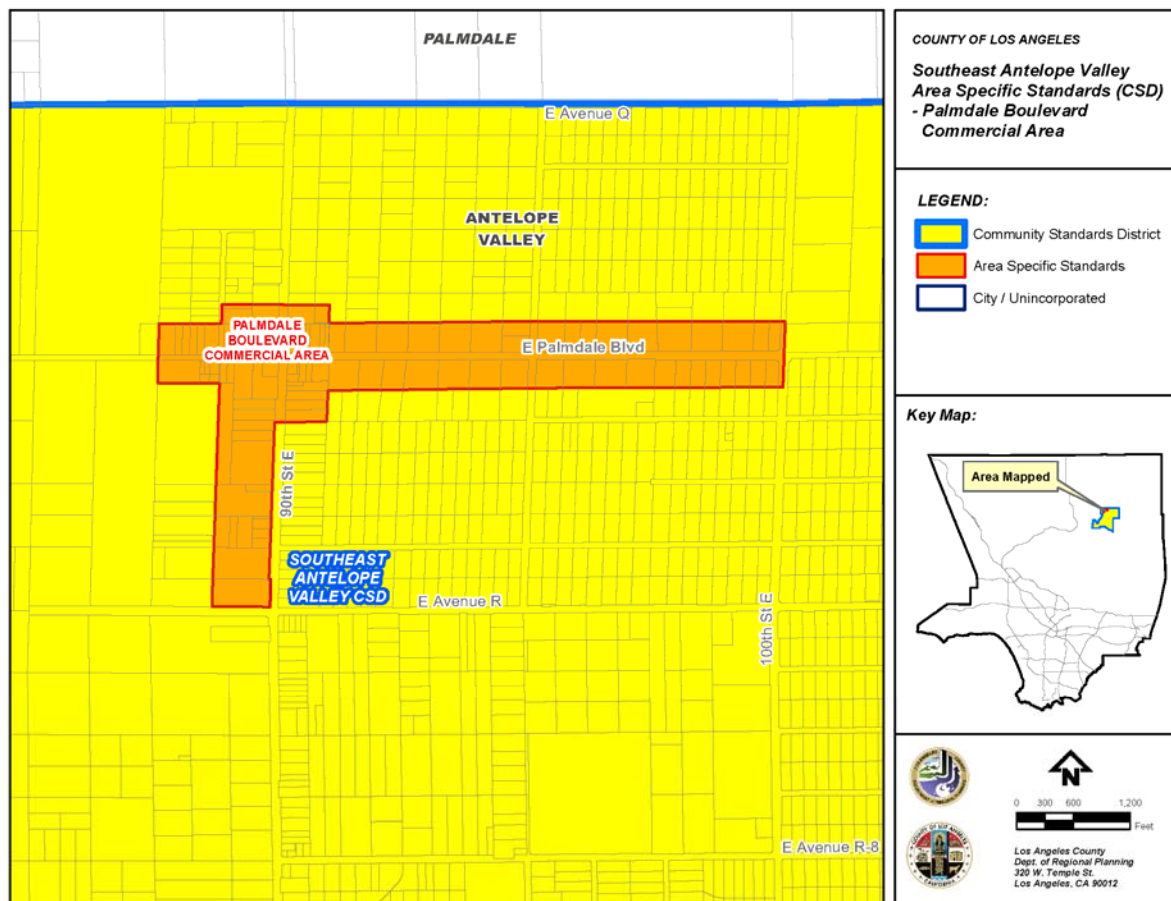 PALMDALE
E Avenue Q
ANTELOPE
VALLEY
PALMDALE
BOULEVARD
COMMERCIAL AREA
E Palmdale Blvd
90th St E
SOUTHEAST
ANTELOPE
VALLEY CSD
E Avenue R
100th St E
E Avenue R-8
COUNTY OF LOS ANGELES
Southeast Antelope Valley
Area Specific Standards (CSD)
- Palmdale Boulevard
Commercial Area
LEGEND:
Community Standards District
Area Specific Standards
City / Unincorporated
Key Map:
Area Mapped
N
0 300 600 1,200
Feet
Los Angeles County
Dept. of Regional Planning
320 W. Temple St.
Los Angeles, CA 90012